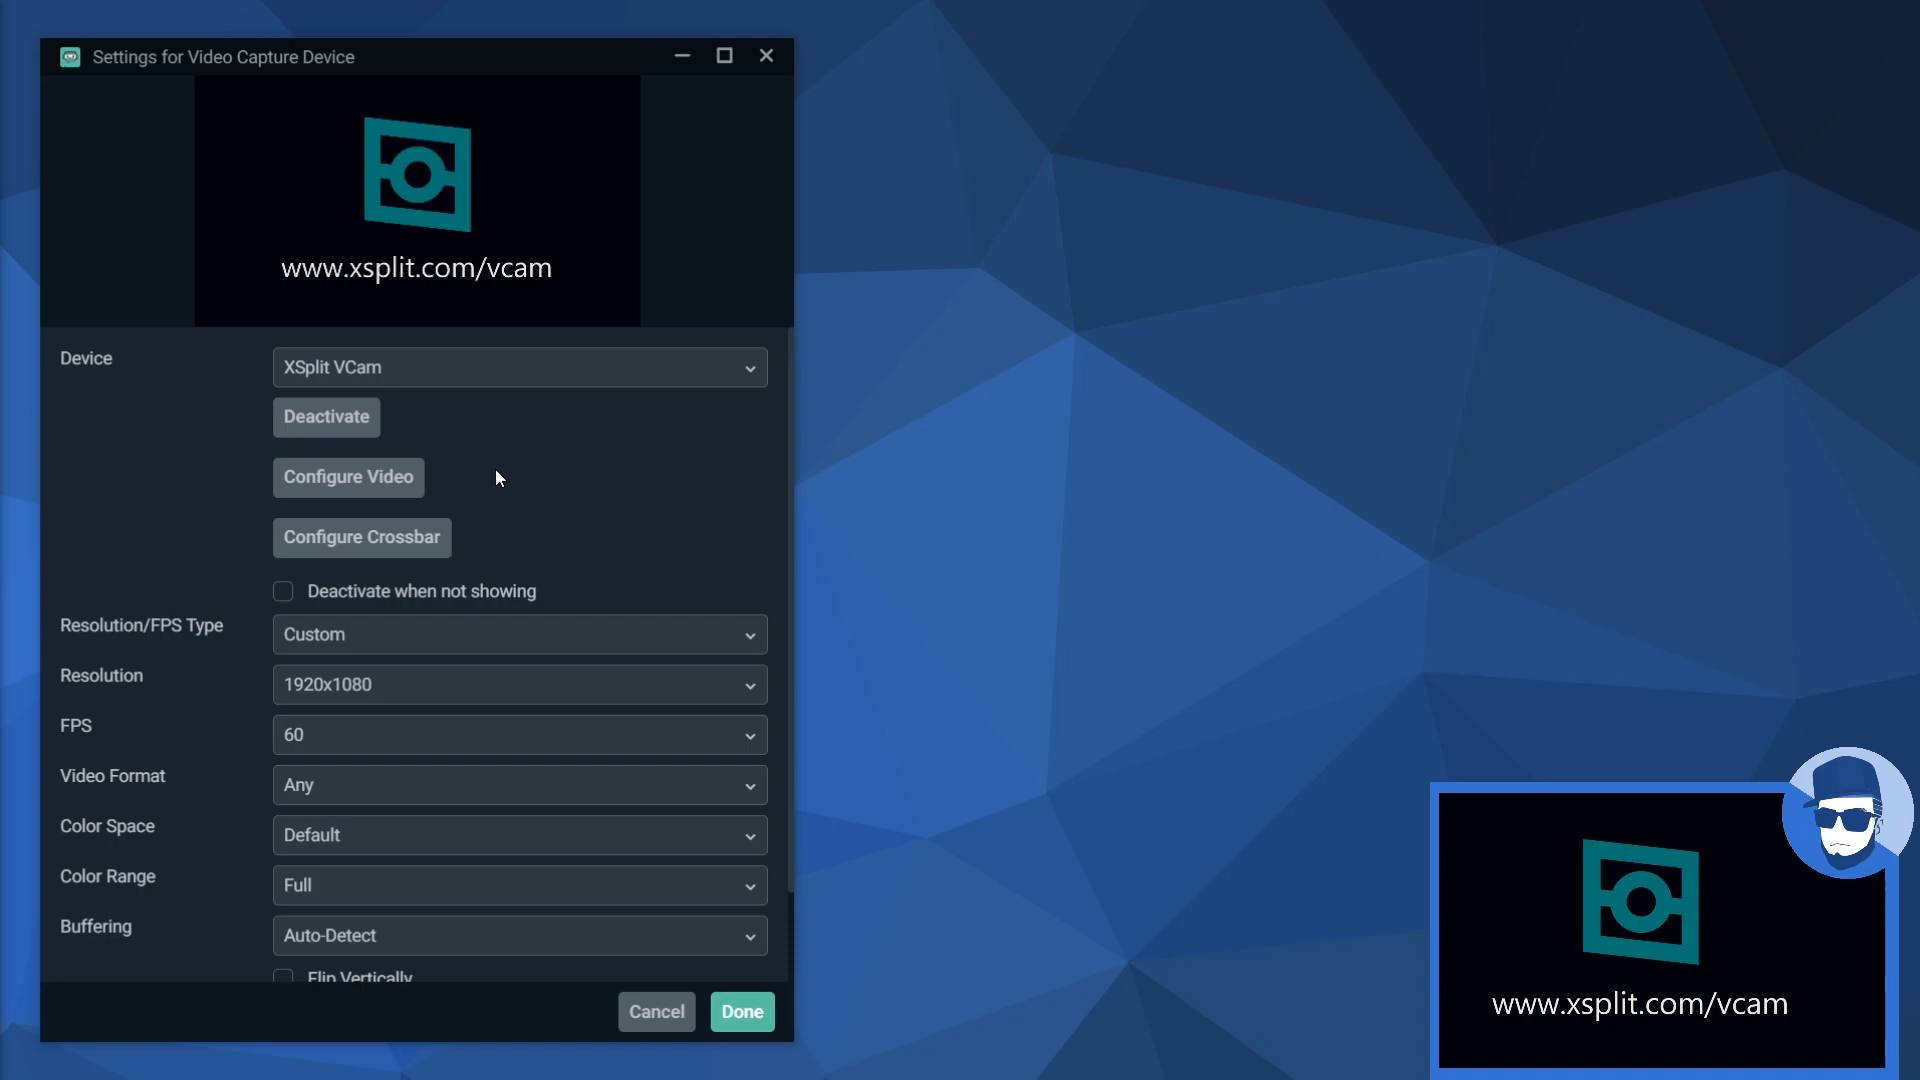 Settings for Video Capture Device
www.xsplit.com/vcam
Device
XSplit VCam
Deactivate
Configure Video
Configure Crossbar
Deactivate when not showing
Resolution/FPS Type
Custom
Resolution
1920x1080
FPS
60
Video Format
Any
Color Space
Default
Color Range
Full
Buffering
Auto-Detect
Flip Vertically
Cancel
Done
www.xsplit.com/vcam